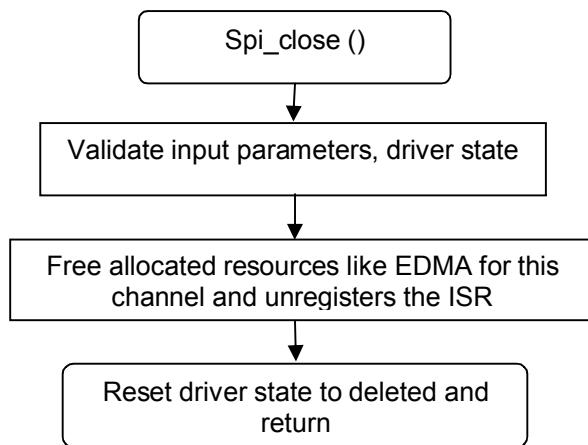 Spi_close ()
Validate input parameters, driver state
Free allocated resources like EDMA for this
channel and unregisters the ISR
Reset driver state to deleted and
return